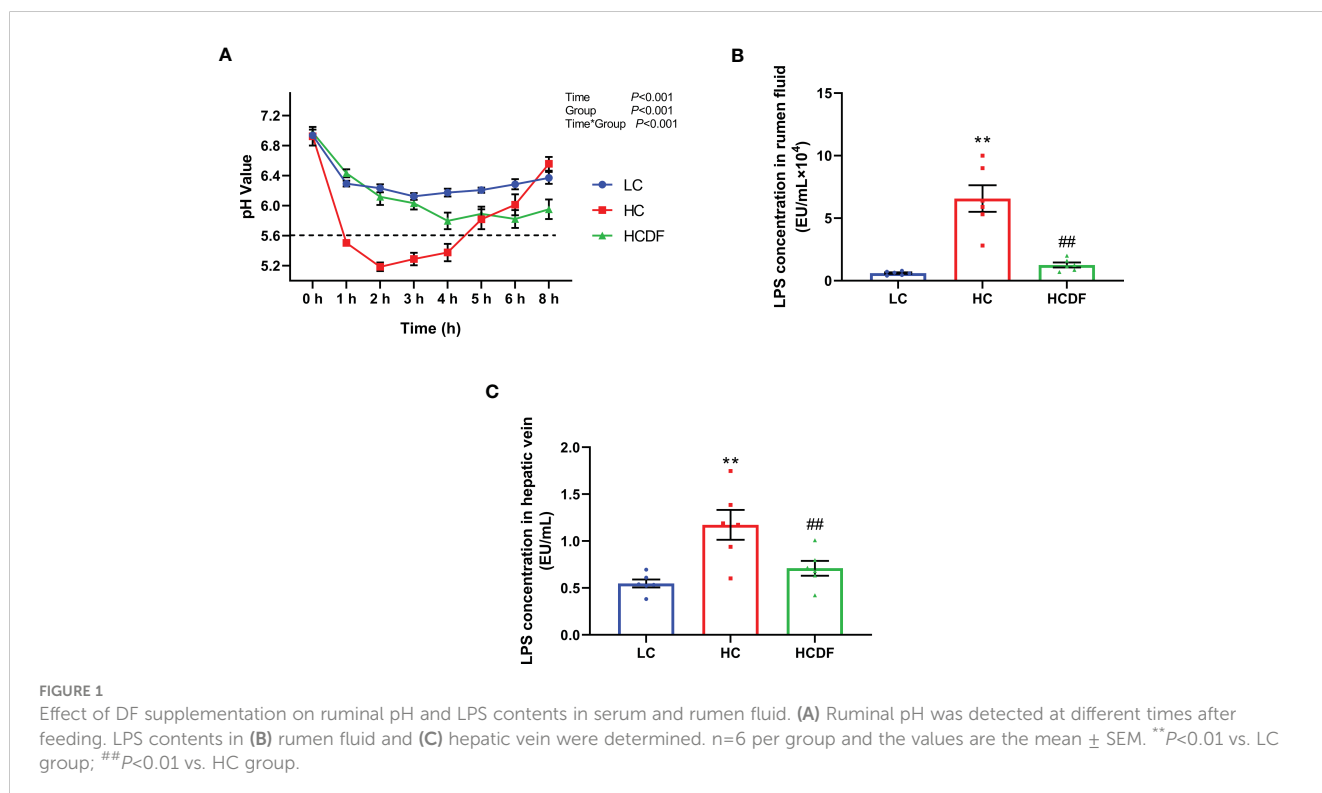 A
pH Value
7.2
6.8
6.4
6.0
5.6
5.2
0 h 1 h 2 h 3 h 4 h 5 h 6 h 8 h
Time (h)
Time P<0.001
Group P<0.001
Time*Group P<0.001
LC
HC
HCDF
B
LPS concentration in rumen fluid
(EU/mL×10⁴)
15
10
5
0
**
##
LC HC HCDF
C
LPS concentration in hepatic vein
(EU/mL)
2.0
1.5
1.0
0.5
0.0
**
##
LC HC HCDF
FIGURE 1
Effect of DF supplementation on ruminal pH and LPS contents in serum and rumen fluid. (A) Ruminal pH was detected at different times after
feeding. LPS contents in (B) rumen fluid and (C) hepatic vein were determined. n=6 per group and the values are the mean ± SEM. **P<0.01 vs. LC
group; ##P<0.01 vs. HC group.